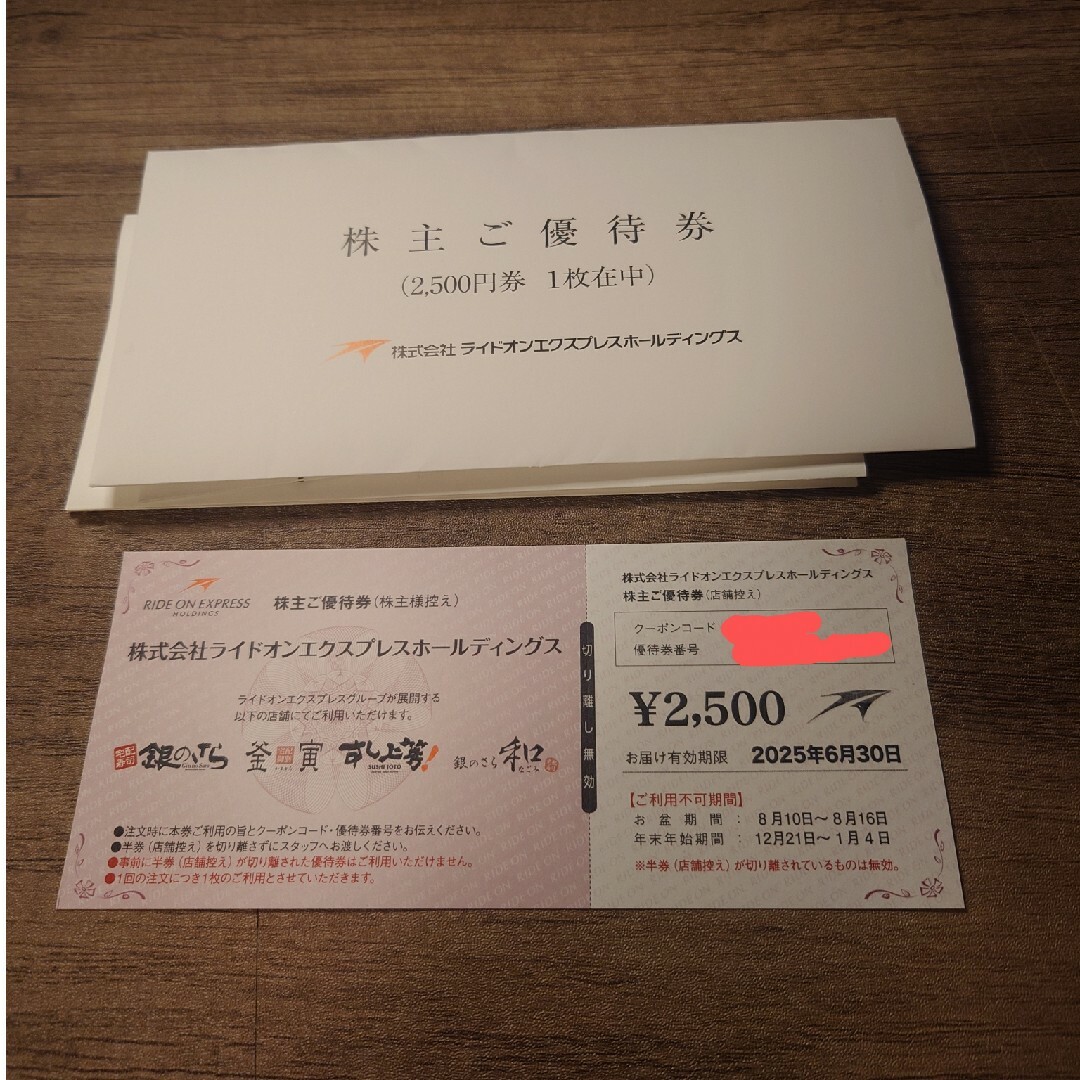 株主ご優待券
(2,500円券 1枚在中)
株式会社 ライドオンエクスプレスホールディングス
RIDE ON EXPRESS
HOLDINGS
株主ご優待券(株主様控え)
株式会社ライドオンエクスプレスホールディングス
ライドオンエクスプレスグループが展開する
以下の店舗にてご利用いただけます。
宅配寿司 銀のさら 釜寅 すし上等! 銀のさら 和
●注文時に本券ご利用の旨とクーポンコード・優待券番号をお伝えください。
●半券(店舗控え)を切り離さずにスタッフへお渡しください。
●事前に半券(店舗控え)が切り離された優待券はご利用いただけません。
●1回の注文につき1枚のご利用とさせていただきます。
切り離し無効
株式会社ライドオンエクスプレスホールディングス
株主ご優待券(店舗控え)
クーポンコード
優待券番号
¥2,500
お届け有効期限 2025年6月30日
【ご利用不可期間】
お盆期間 : 8月10日〜8月16日
年末年始期間 : 12月21日〜1月4日
※半券(店舗控え)が切り離されているものは無効。